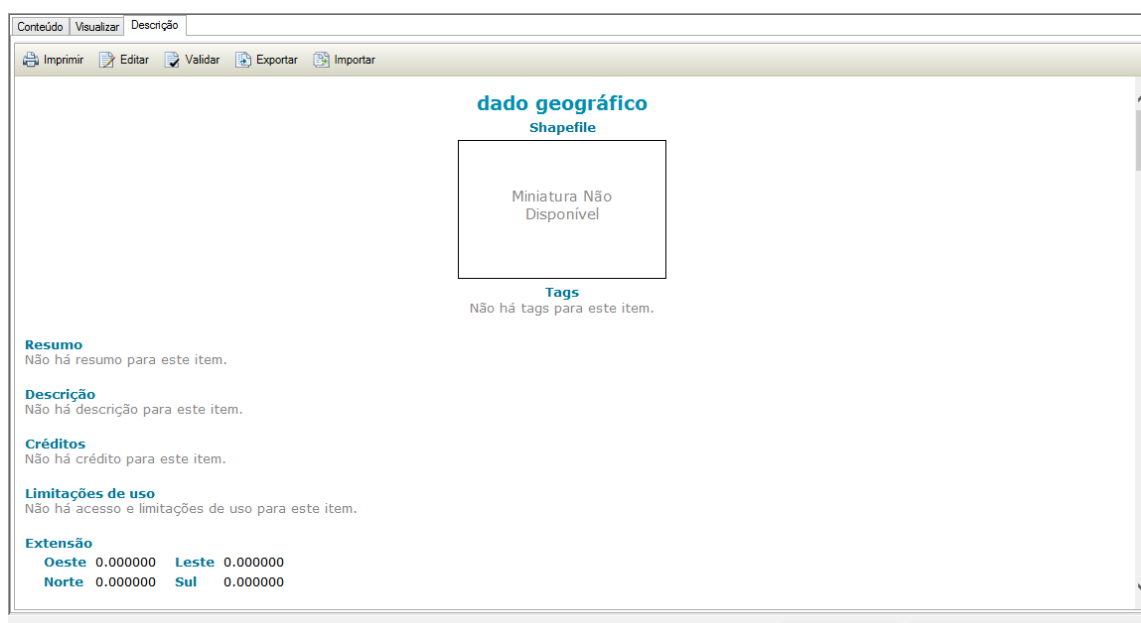 Conteúdo Visualizar Descrição
Imprimir Editar Validar Exportar Importar
dado geográfico
Shapefile
Miniatura Não
Disponível
Tags
Não há tags para este item.
Resumo
Não há resumo para este item.
Descrição
Não há descrição para este item.
Créditos
Não há crédito para este item.
Limitações de uso
Não há acesso e limitações de uso para este item.
Extensão
Oeste 0.000000 Leste 0.000000
Norte 0.000000 Sul 0.000000